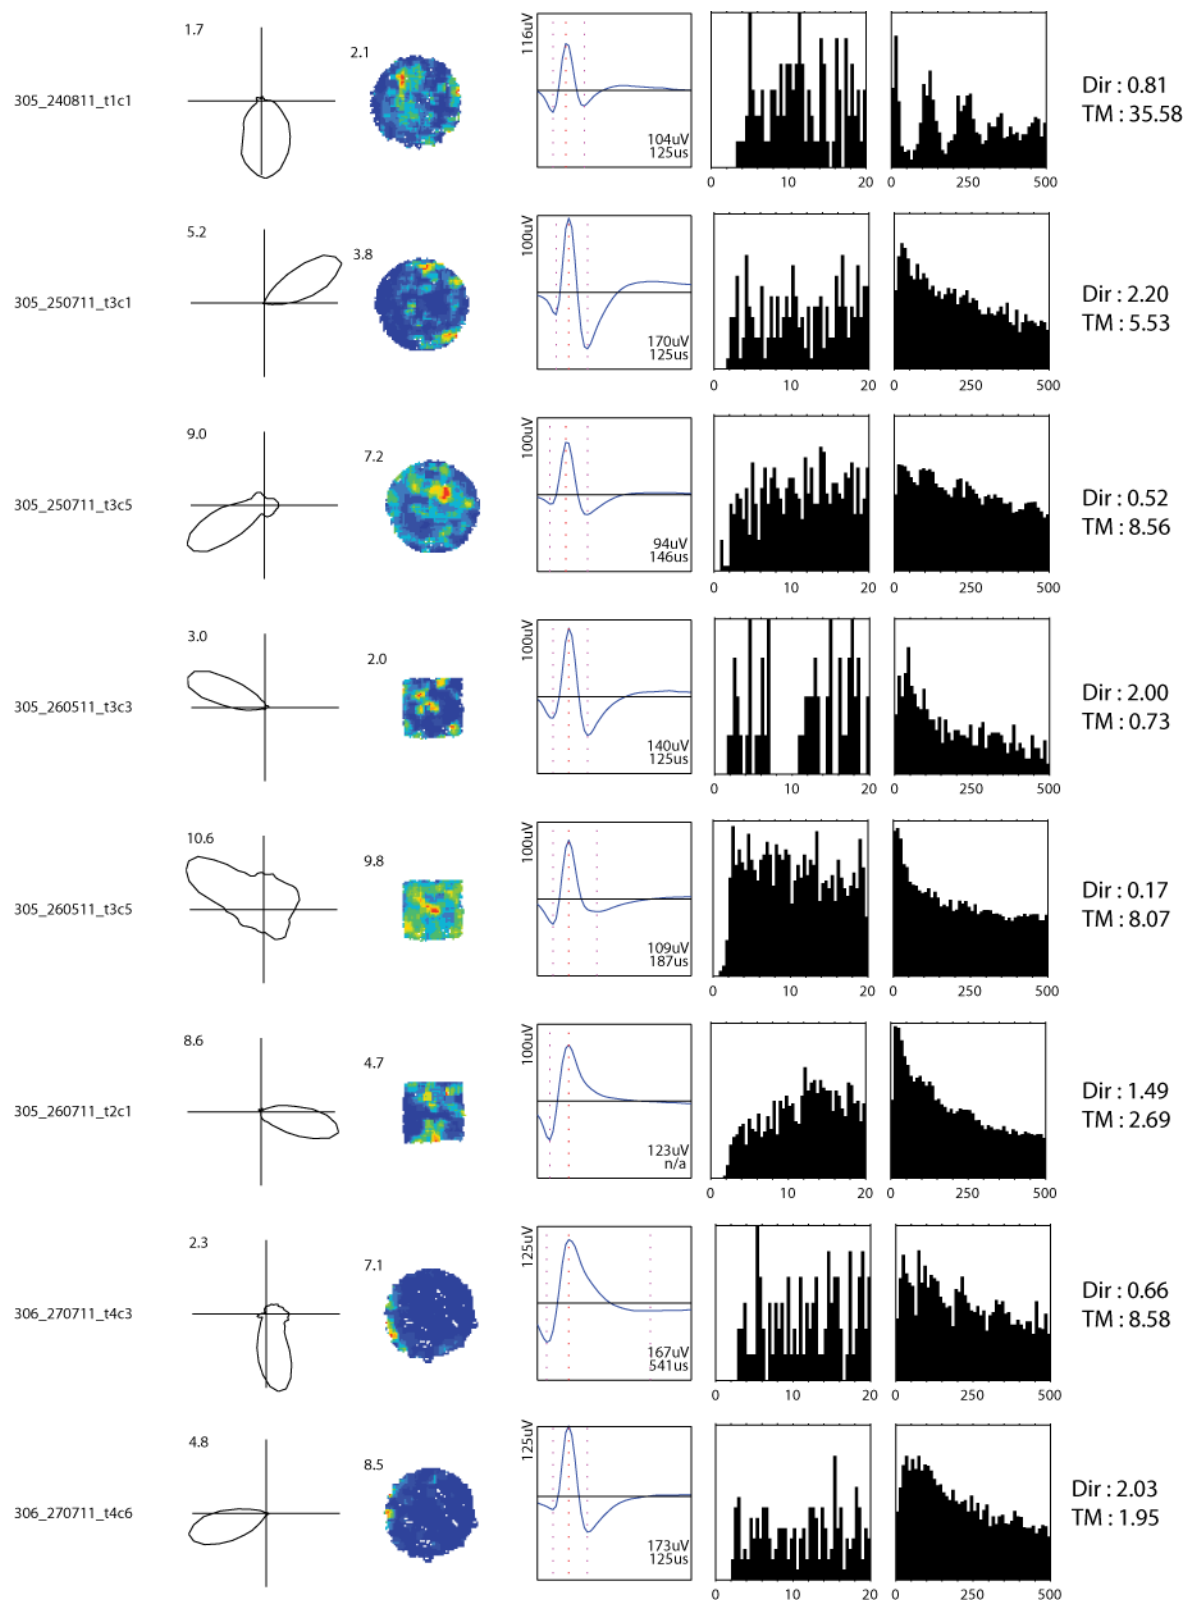 1.7
2.1
116uV
305_240811_t1c1
104uV
125us
0 10 20
0 250 500
Dir : 0.81
TM : 35.58
5.2
3.8
100uV
305_250711_t3c1
170uV
125us
0 10 20
0 250 500
Dir : 2.20
TM : 5.53
9.0
7.2
100uV
305_250711_t3c5
94uV
146us
0 10 20
0 250 500
Dir : 0.52
TM : 8.56
3.0
2.0
100uV
305_260511_t3c3
140uV
125us
0 10 20
0 250 500
Dir : 2.00
TM : 0.73
10.6
9.8
100uV
305_260511_t3c5
109uV
187us
0 10 20
0 250 500
Dir : 0.17
TM : 8.07
8.6
4.7
100uV
305_260711_t2c1
123uV
n/a
0 10 20
0 250 500
Dir : 1.49
TM : 2.69
2.3
7.1
125uV
306_270711_t4c3
167uV
541us
0 10 20
0 250 500
Dir : 0.66
TM : 8.58
4.8
8.5
125uV
306_270711_t4c6
173uV
125us
0 10 20
0 250 500
Dir : 2.03
TM : 1.95